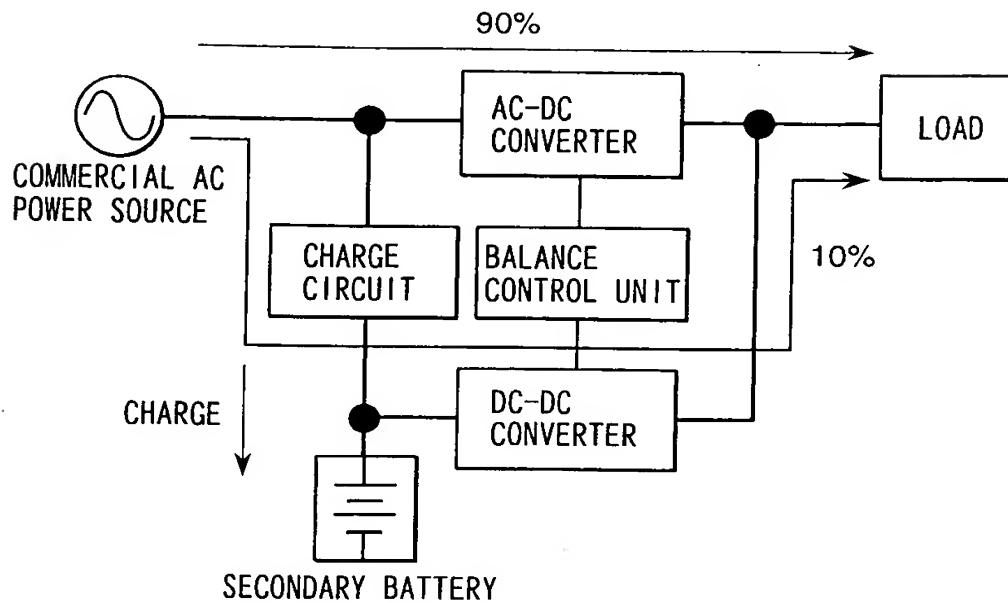 90%
AC-DC
CONVERTER
LOAD
COMMERCIAL AC
POWER SOURCE
CHARGE
CIRCUIT
BALANCE
CONTROL UNIT
10%
CHARGE
DC-DC
CONVERTER
SECONDARY BATTERY